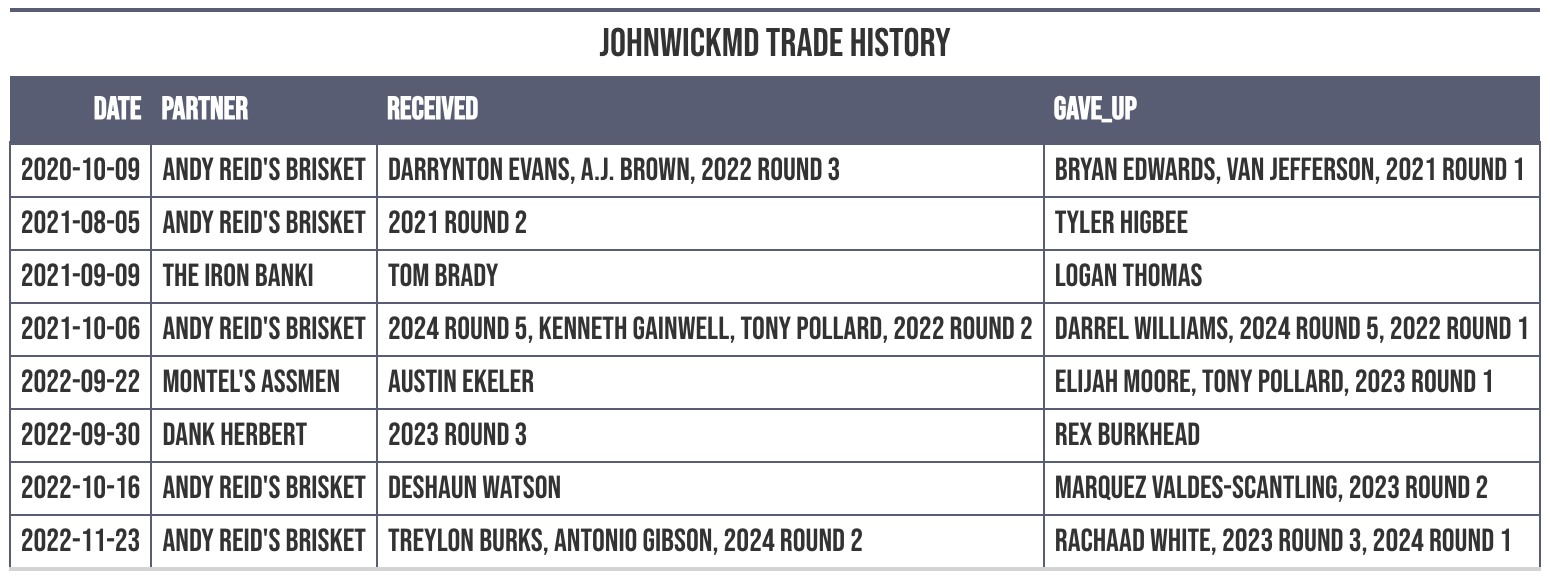 JOHNWICKMD TRADE HISTORY
DATE PARTNER RECEIVED GAVE_UP
2020-10-09 ANDY REID'S BRISKET DARRYNTON EVANS, A.J. BROWN, 2022 ROUND 3 BRYAN EDWARDS, VAN JEFFERSON, 2021 ROUND 1
2021-08-05 ANDY REID'S BRISKET 2021 ROUND 2 TYLER HIGBEE
2021-09-09 THE IRON BANKI TOM BRADY LOGAN THOMAS
2021-10-06 ANDY REID'S BRISKET 2024 ROUND 5, KENNETH GAINWELL, TONY POLLARD, 2022 ROUND 2 DARREL WILLIAMS, 2024 ROUND 5, 2022 ROUND 1
2022-09-22 MONTEL'S ASSMEN AUSTIN EKELER ELIJAH MOORE, TONY POLLARD, 2023 ROUND 1
2022-09-30 DANK HERBERT 2023 ROUND 3 REX BURKHEAD
2022-10-16 ANDY REID'S BRISKET DESHAUN WATSON MARQUEZ VALDES-SCANTLING, 2023 ROUND 2
2022-11-23 ANDY REID'S BRISKET TREYLON BURKS, ANTONIO GIBSON, 2024 ROUND 2 RACHAAD WHITE, 2023 ROUND 3, 2024 ROUND 1